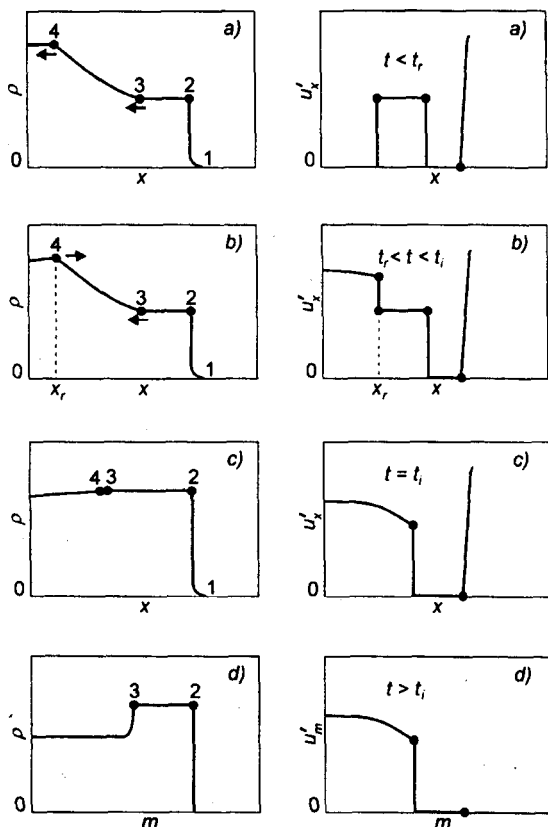 4 a)
3 2
ρ
0 1
x
a)
t < t_r
u'_x
0
x
b)
4
3 2
ρ
0 1
x_r x
b)
t_r < t < t_i
u'_x
0
x_r x
c)
4 3 2
ρ
0 1
x
c)
t = t_i
u'_x
0
x
d)
3 2
ρ
0
m
d)
t > t_i
u'_m
0
m